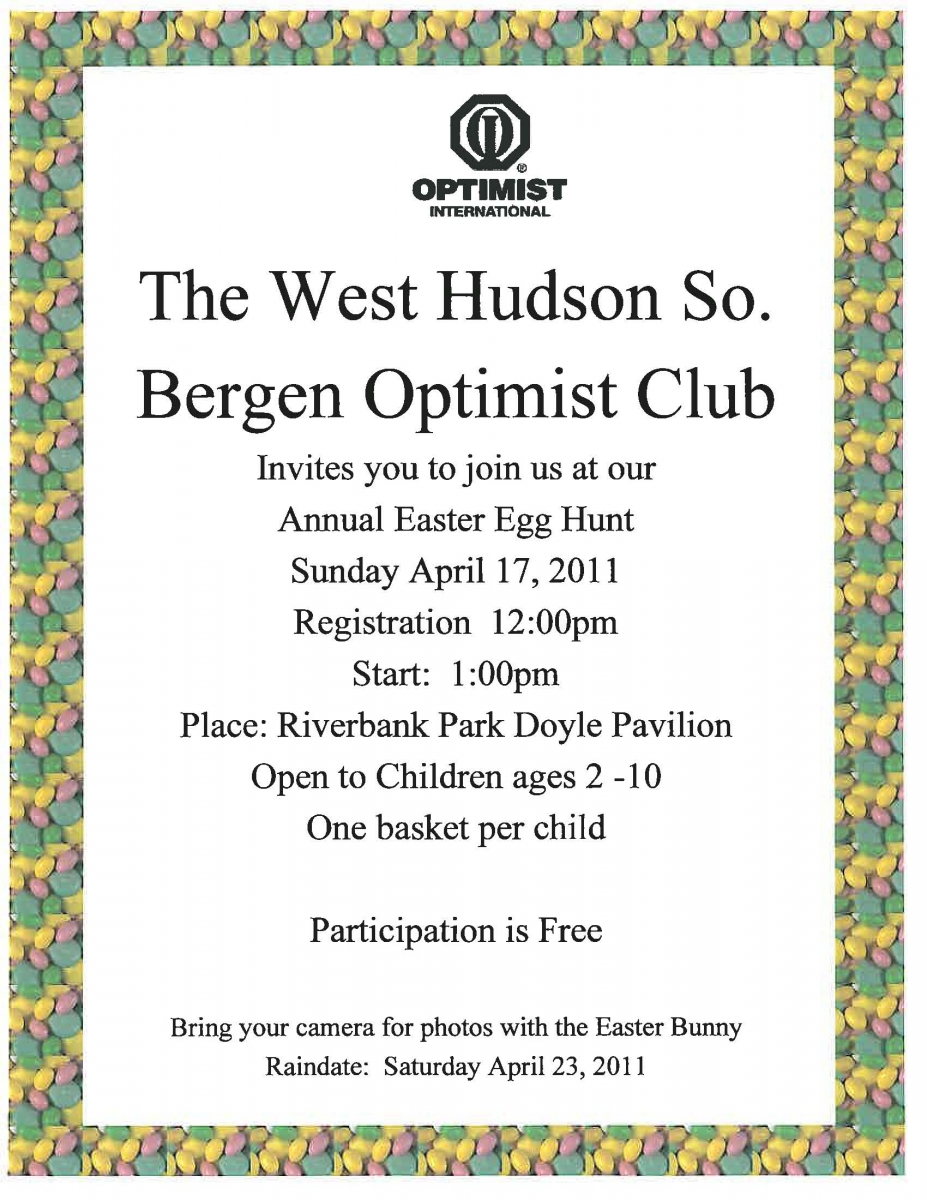 OPTIMIST
INTERNATIONAL
The West Hudson So.
Bergen Optimist Club
Invites you to join us at our
Annual Easter Egg Hunt
Sunday April 17, 2011
Registration  12:00pm
Start:  1:00pm
Place: Riverbank Park Doyle Pavilion
Open to Children ages 2 -10
One basket per child
Participation is Free
Bring your camera for photos with the Easter Bunny
Raindate:  Saturday April 23, 2011